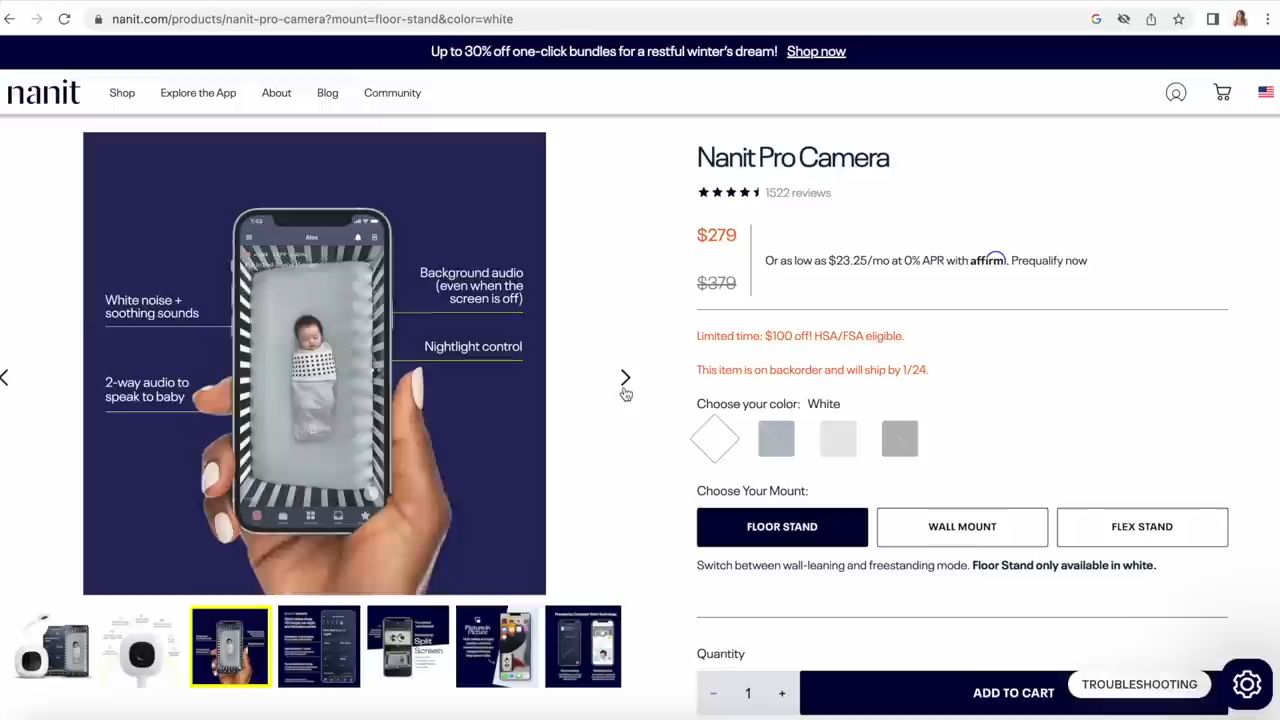 nanit.com/products/nanit-pro-camera?mount=floor-stand&color=white
Up to 30% off one-click bundles for a restful winter's dream! Shop now
nanit
Shop
Explore the App
About
Blog
Community
Nanit Pro Camera
1522 reviews
$279
$379
Or as low as $23.25/mo at 0% APR with affirm. Prequalify now
Limited time: $100 off! HSA/FSA eligible.
This item is on backorder and will ship by 1/24.
Choose your color: White
Choose Your Mount:
FLOOR STAND
WALL MOUNT
FLEX STAND
Switch between wall-leaning and freestanding mode. Floor Stand only available in white.
Quantity
- 1 +
ADD TO CART
TROUBLESHOOTING
Alex
White noise +
soothing sounds
2-way audio to
speak to baby
Background audio
(even when the
screen is off)
Nightlight control
Split
Screen
Picture in
Picture